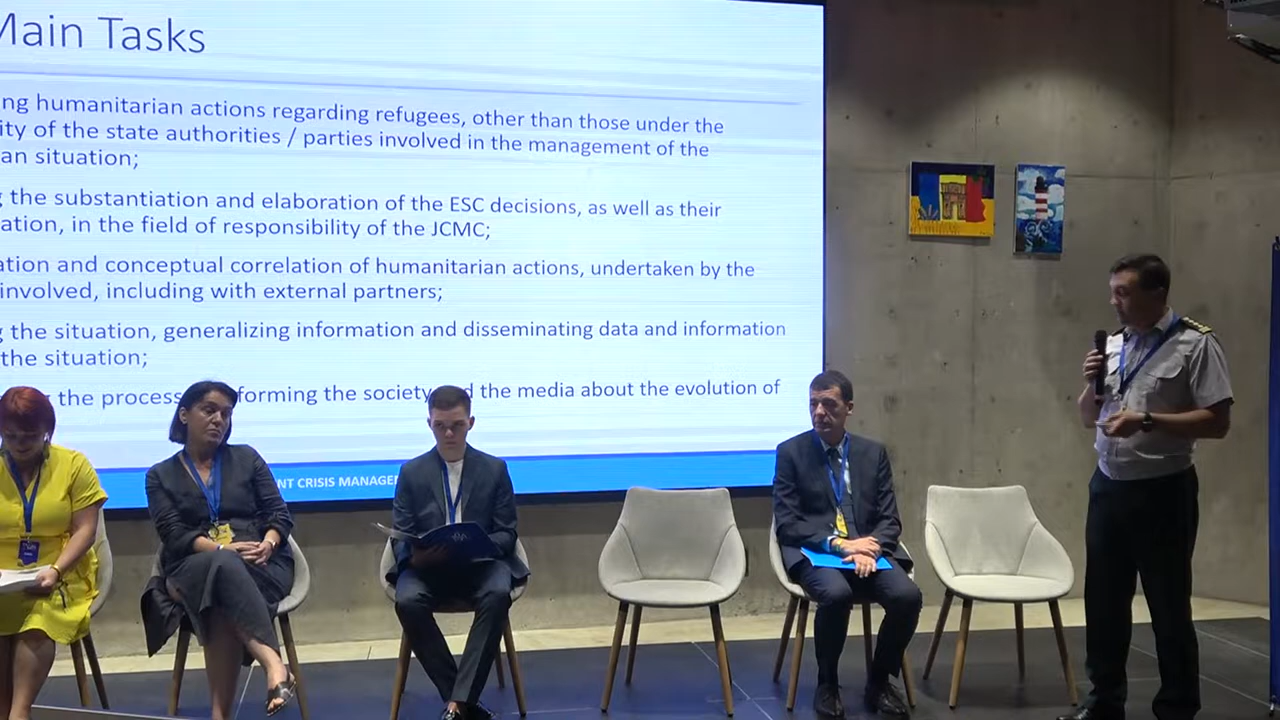 Main Tasks
ng humanitarian actions regarding refugees, other than those under the
ity of the state authorities / parties involved in the management of the
an situation;
g the substantiation and elaboration of the ESC decisions, as well as their
ation, in the field of responsibility of the JCMC;
ation and conceptual correlation of humanitarian actions, undertaken by the
involved, including with external partners;
g the situation, generalizing information and disseminating data and information
the situation;
the process forming the society the media about the evolution of
NT CRISIS MANAGE